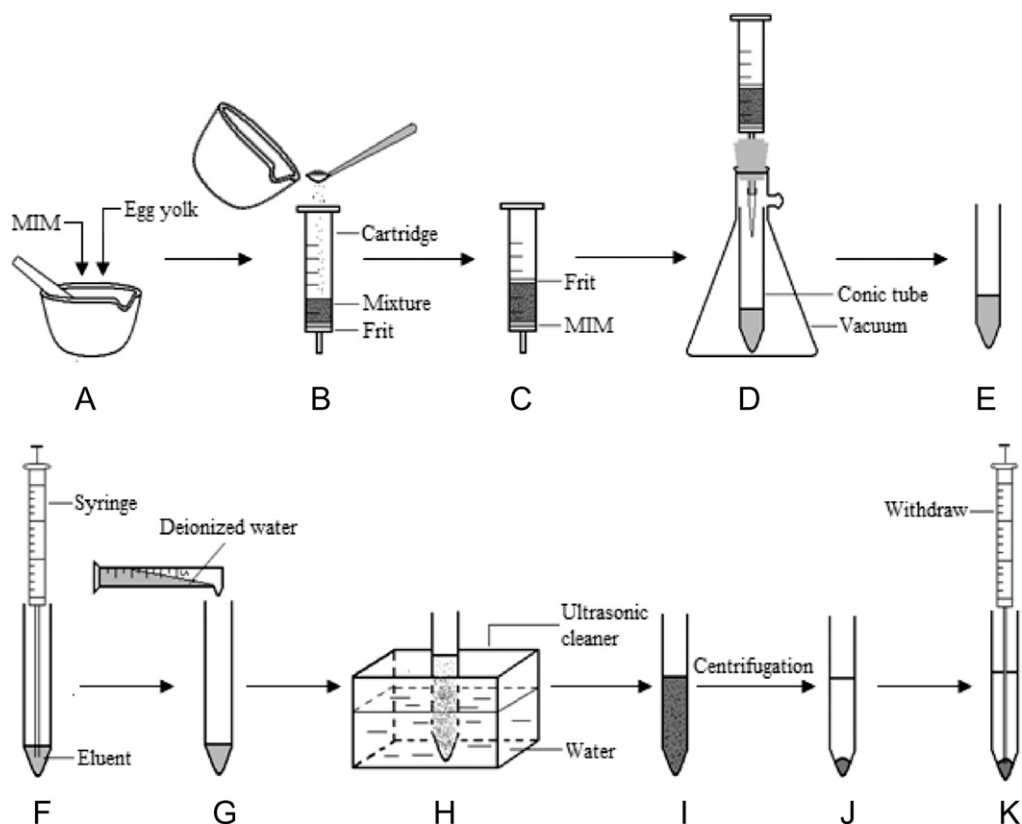 MIM
Egg yolk
Cartridge
Mixture
Frit
Frit
MIM
Conic tube
Vacuum
A
B
C
D
E
Syringe
Deionized water
Eluent
Ultrasonic
cleaner
Water
Centrifugation
Withdraw
F
G
H
I
J
K